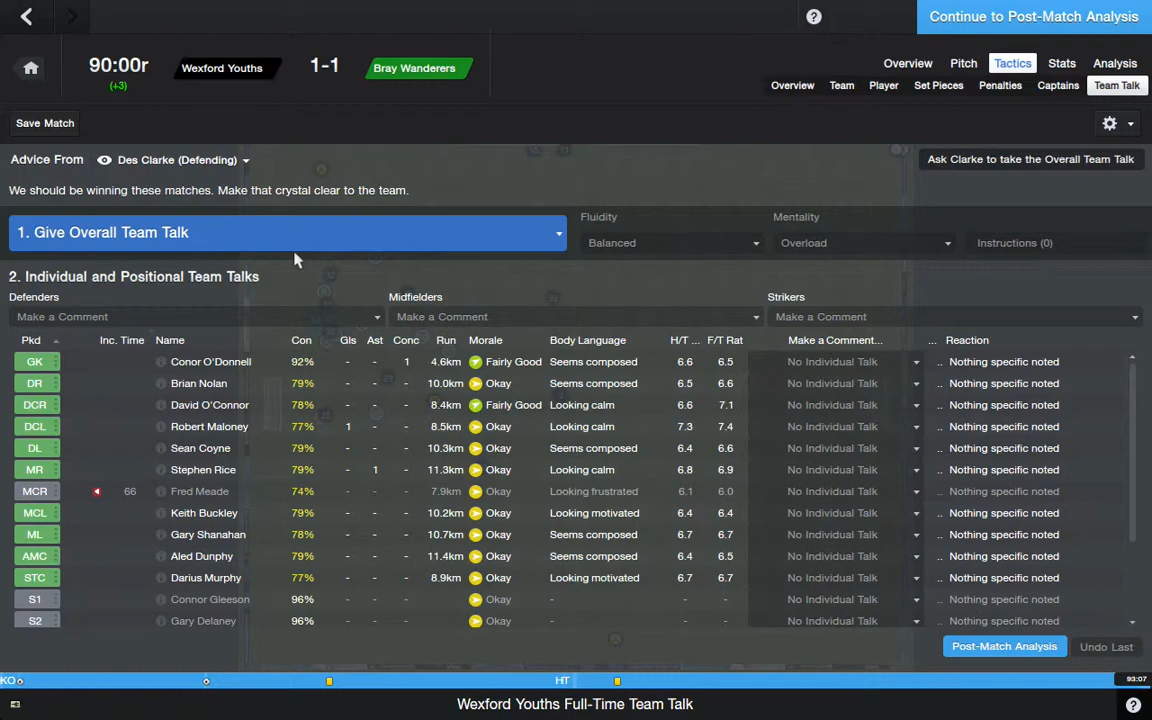 Continue to Post-Match Analysis
90:00r
(+3)
Wexford Youths
1-1
Bray Wanderers
Overview Pitch Tactics Stats Analysis
Overview Team Player Set Pieces Penalties Captains Team Talk
Save Match
Advice From Des Clarke (Defending)
Ask Clarke to take the Overall Team Talk
We should be winning these matches. Make that crystal clear to the team.
1. Give Overall Team Talk
Fluidity
Balanced
Mentality
Overload
Instructions (0)
2. Individual and Positional Team Talks
Defenders Midfielders Strikers
Make a Comment Make a Comment Make a Comment
Pkd Inc. Time Name Con Gls Ast Conc Run Morale Body Language H/T ... F/T Rat Make a Comment... ... Reaction
GK Conor O'Donnell 92% - - 1 4.6km Fairly Good Seems composed 6.6 6.5 No Individual Talk .. Nothing specific noted
DR Brian Nolan 79% - - - 10.0km Okay Seems composed 6.5 6.6 No Individual Talk .. Nothing specific noted
DCR David O'Connor 78% - - - 8.4km Fairly Good Looking calm 6.6 7.1 No Individual Talk .. Nothing specific noted
DCL Robert Maloney 77% 1 - - 8.5km Okay Looking calm 7.3 7.4 No Individual Talk .. Nothing specific noted
DL Sean Coyne 79% - - - 10.3km Okay Seems composed 6.4 6.6 No Individual Talk .. Nothing specific noted
MR Stephen Rice 79% - 1 - 11.3km Okay Looking calm 6.8 6.9 No Individual Talk .. Nothing specific noted
MCR 66 Fred Meade 74% - - - 7.9km Okay Looking frustrated 6.1 6.0 No Individual Talk .. Nothing specific noted
MCL Keith Buckley 79% - - - 10.2km Okay Looking motivated 6.4 6.4 No Individual Talk .. Nothing specific noted
ML Gary Shanahan 78% - - - 10.7km Okay Seems composed 6.7 6.7 No Individual Talk .. Nothing specific noted
AMC Aled Dunphy 79% - - - 11.4km Okay Seems composed 6.4 6.5 No Individual Talk .. Nothing specific noted
STC Darius Murphy 77% - - - 8.9km Okay Looking motivated 6.7 6.7 No Individual Talk .. Nothing specific noted
S1 Connor Gleeson 96% - - - - Okay - - - No Individual Talk .. Nothing specific noted
S2 Gary Delaney 96% - - - - Okay - - - No Individual Talk .. Nothing specific noted
Post-Match Analysis Undo Last
KO HT 93:07
Wexford Youths Full-Time Team Talk